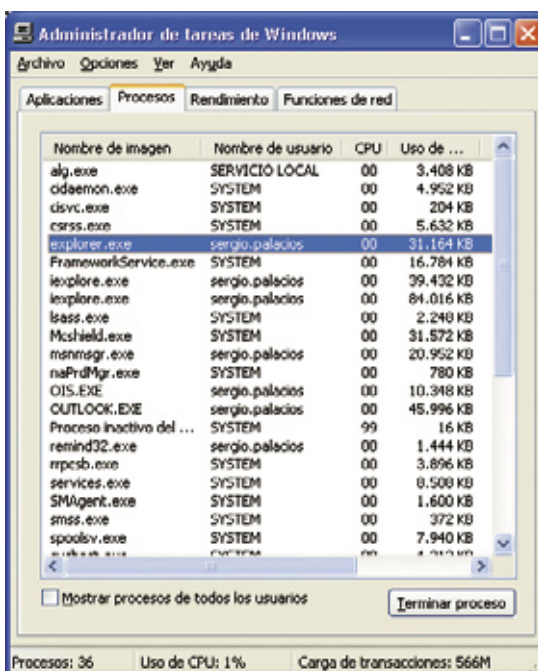 Administrador de tareas de Windows
Archivo Opciones Ver Ayuda
Aplicaciones Procesos Rendimiento Funciones de red
Nombre de imagen Nombre de usuario CPU Uso de ...
alg.exe SERVICIO LOCAL 00 3.408 KB
cidaemon.exe SYSTEM 00 4.952 KB
cisvc.exe SYSTEM 00 204 KB
csrss.exe SYSTEM 00 5.632 KB
explorer.exe sergio.palacios 00 31.164 KB
FrameworkService.exe SYSTEM 00 16.784 KB
iexplore.exe sergio.palacios 00 39.432 KB
iexplore.exe sergio.palacios 00 84.016 KB
lsass.exe SYSTEM 00 2.248 KB
Mcshield.exe SYSTEM 00 31.572 KB
msnmsgr.exe sergio.palacios 00 20.952 KB
naPrdMgr.exe SYSTEM 00 780 KB
OIS.EXE sergio.palacios 00 10.348 KB
OUTLOOK.EXE sergio.palacios 00 45.996 KB
Proceso inactivo del ... SYSTEM 99 16 KB
remind32.exe sergio.palacios 00 1.444 KB
rrpcsb.exe SYSTEM 00 3.896 KB
services.exe SYSTEM 00 8.508 KB
SMAgent.exe SYSTEM 00 1.600 KB
smss.exe SYSTEM 00 372 KB
spoolsv.exe SYSTEM 00 7.940 KB
Mostrar procesos de todos los usuarios Terminar proceso
Procesos: 36 Uso de CPU: 1% Carga de transacciones: 566M